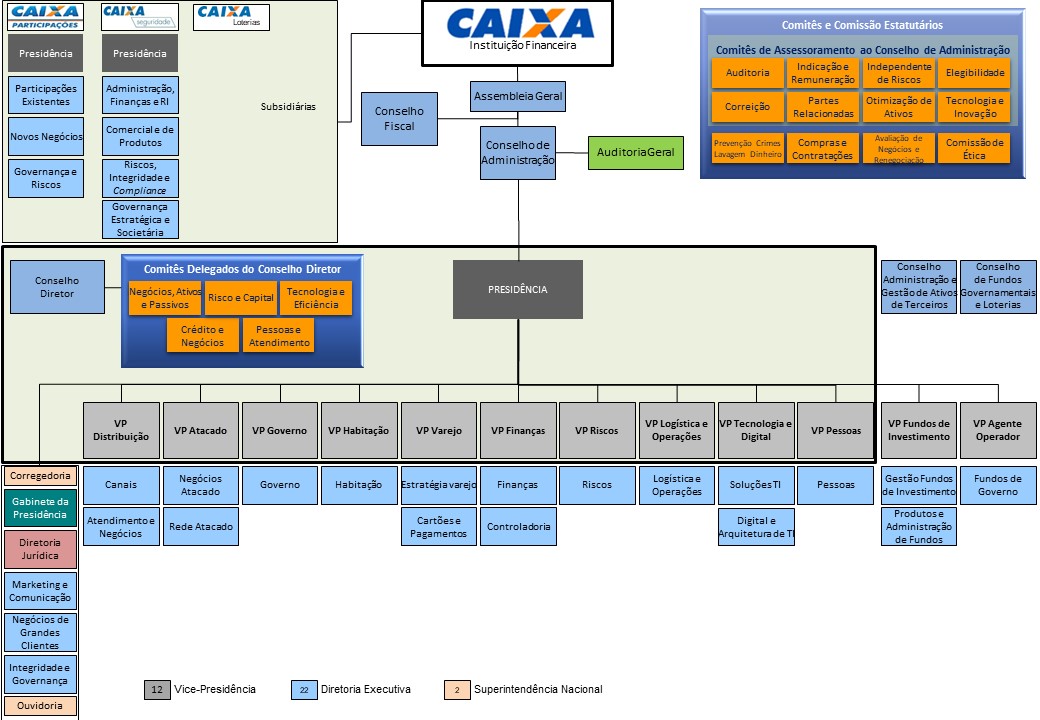 CAIXA
PARTICIPAÇÕES
CAIXA
seguridade
CAIXA
Loterias
Presidência
Presidência
Participações
Existentes
Novos Negócios
Governança e
Riscos
Administração,
Finanças e RI
Comercial e de
Produtos
Riscos,
Integridade e
Compliance
Governança
Estratégica e
Societária
Subsidiárias
CAIXA
Instituição Financeira
Assembleia Geral
Conselho
Fiscal
Conselho de
Administração
Auditoria Geral
Comitês e Comissão Estatutários
Comitês de Assessoramento ao Conselho de Administração
Auditoria
Indicação e
Remuneração
Independente
de Riscos
Elegibilidade
Correição
Partes
Relacionadas
Otimização de
Ativos
Tecnologia e
Inovação
Prevenção Crimes
Lavagem Dinheiro
Compras e
Contratações
Avaliação de
Negócios e
Renegociação
Comissão de
Ética
Conselho
Diretor
Comitês Delegados do Conselho Diretor
Negócios, Ativos
e Passivos
Risco e Capital
Tecnologia e
Eficiência
Crédito e
Negócios
Pessoas e
Atendimento
PRESIDÊNCIA
Conselho
Administração e
Gestão de Ativos
de Terceiros
Conselho
de Fundos
Governamentais
e Loterias
VP
Distribuição
VP Atacado
VP Governo
VP Habitação
VP Varejo
VP Finanças
VP Riscos
VP Logística e
Operações
VP Tecnologia e
Digital
VP Pessoas
VP Fundos de
Investimento
VP Agente
Operador
Corregedoria
Gabinete da
Presidência
Diretoria
Jurídica
Marketing e
Comunicação
Negócios de
Grandes
Clientes
Integridade e
Governança
Ouvidoria
Canais
Negócios
Atacado
Governo
Habitação
Estratégia varejo
Finanças
Riscos
Logística e
Operações
Soluções TI
Pessoas
Gestão Fundos
de Investimento
Fundos de
Governo
Atendimento e
Negócios
Rede Atacado
Cartões e
Pagamentos
Controladoria
Digital e
Arquitetura de TI
Produtos e
Administração
de Fundos
12 Vice-Presidência
22 Diretoria Executiva
2 Superintendência Nacional